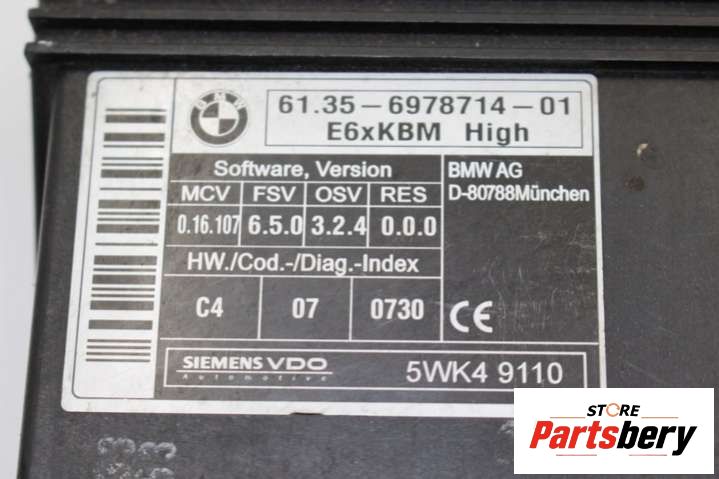 BMW
61.35-6978714-01
E6xKBM High
Software, Version
MCV FSV OSV RES
0.16.107 6.5.0 3.2.4 0.0.0
HW./Cod.-/Diag.-Index
C4 07 0730
BMW AG
D-80788München
CE
SIEMENS VDO
Automotive
5WK4 9110
STORE
Partsbery